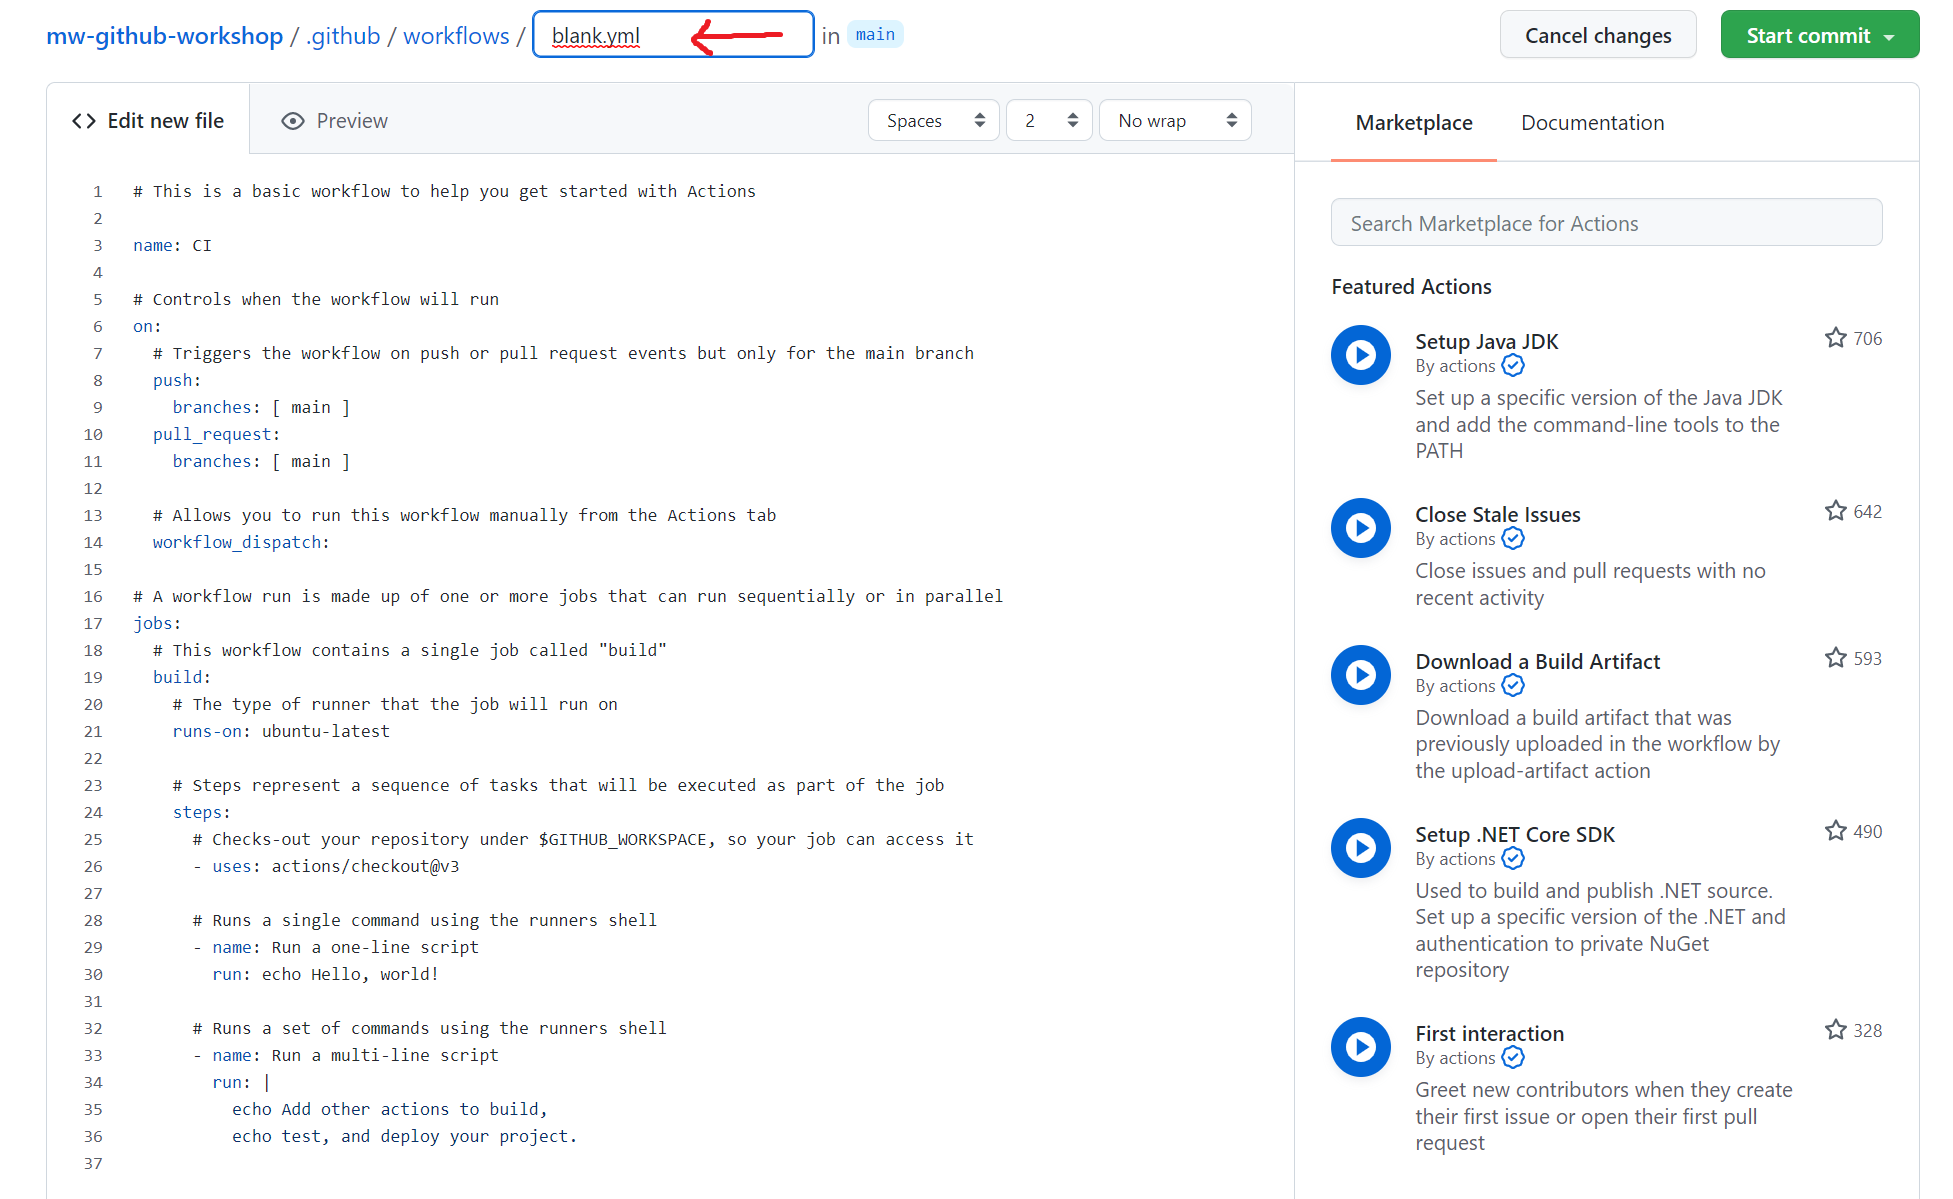 mw-github-workshop / .github / workflows / blank.yml in main
Cancel changes
Start commit
Edit new file
Preview
Spaces
2
No wrap
1 # This is a basic workflow to help you get started with Actions
2
3 name: CI
4
5 # Controls when the workflow will run
6 on:
7 # Triggers the workflow on push or pull request events but only for the main branch
8 push:
9 branches: [ main ]
10 pull_request:
11 branches: [ main ]
12
13 # Allows you to run this workflow manually from the Actions tab
14 workflow_dispatch:
15
16 # A workflow run is made up of one or more jobs that can run sequentially or in parallel
17 jobs:
18 # This workflow contains a single job called "build"
19 build:
20 # The type of runner that the job will run on
21 runs-on: ubuntu-latest
22
23 # Steps represent a sequence of tasks that will be executed as part of the job
24 steps:
25 # Checks-out your repository under $GITHUB_WORKSPACE, so your job can access it
26 - uses: actions/checkout@v3
27
28 # Runs a single command using the runners shell
29 - name: Run a one-line script
30 run: echo Hello, world!
31
32 # Runs a set of commands using the runners shell
33 - name: Run a multi-line script
34 run: |
35 echo Add other actions to build,
36 echo test, and deploy your project.
37
Marketplace
Documentation
Search Marketplace for Actions
Featured Actions
Setup Java JDK
706
By actions
Set up a specific version of the Java JDK
and add the command-line tools to the
PATH
Close Stale Issues
642
By actions
Close issues and pull requests with no
recent activity
Download a Build Artifact
593
By actions
Download a build artifact that was
previously uploaded in the workflow by
the upload-artifact action
Setup .NET Core SDK
490
By actions
Used to build and publish .NET source.
Set up a specific version of the .NET and
authentication to private NuGet
repository
First interaction
328
By actions
Greet new contributors when they create
their first issue or open their first pull
request